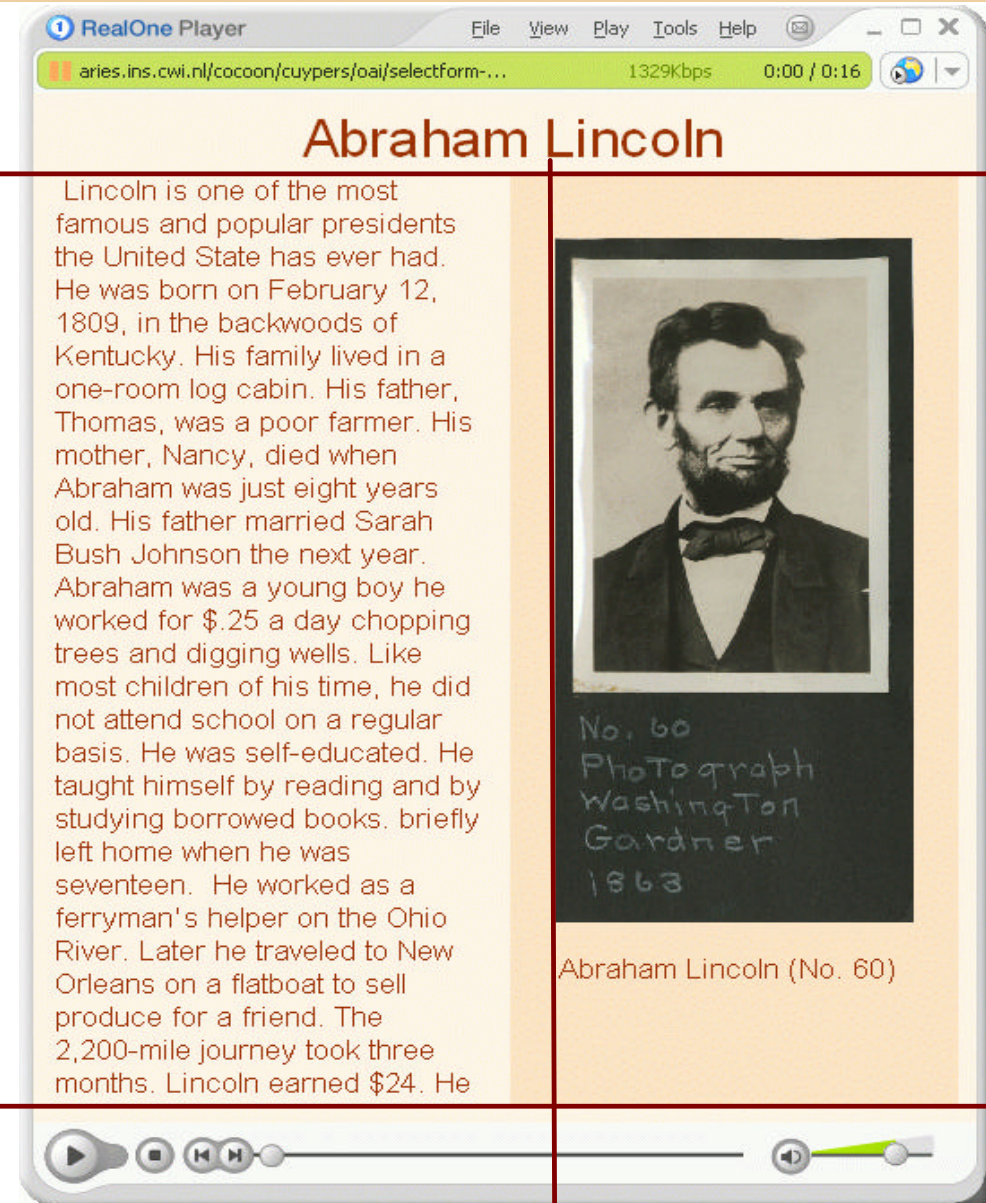 RealOne Player
File View Play Tools Help
aries.ins.cwi.nl/cocoon/cuypers/oai/selectform-... 1329Kbps 0:00 / 0:16
Abraham Lincoln
Lincoln is one of the most
famous and popular presidents
the United State has ever had.
He was born on February 12,
1809, in the backwoods of
Kentucky. His family lived in a
one-room log cabin. His father,
Thomas, was a poor farmer. His
mother, Nancy, died when
Abraham was just eight years
old. His father married Sarah
Bush Johnson the next year.
Abraham was a young boy he
worked for $.25 a day chopping
trees and digging wells. Like
most children of his time, he did
not attend school on a regular
basis. He was self-educated. He
taught himself by reading and by
studying borrowed books. briefly
left home when he was
seventeen.  He worked as a
ferryman's helper on the Ohio
River. Later he traveled to New
Orleans on a flatboat to sell
produce for a friend. The
2,200-mile journey took three
months. Lincoln earned $24. He
No. 60
Photograph
Washington
Gardner
1863
Abraham Lincoln (No. 60)